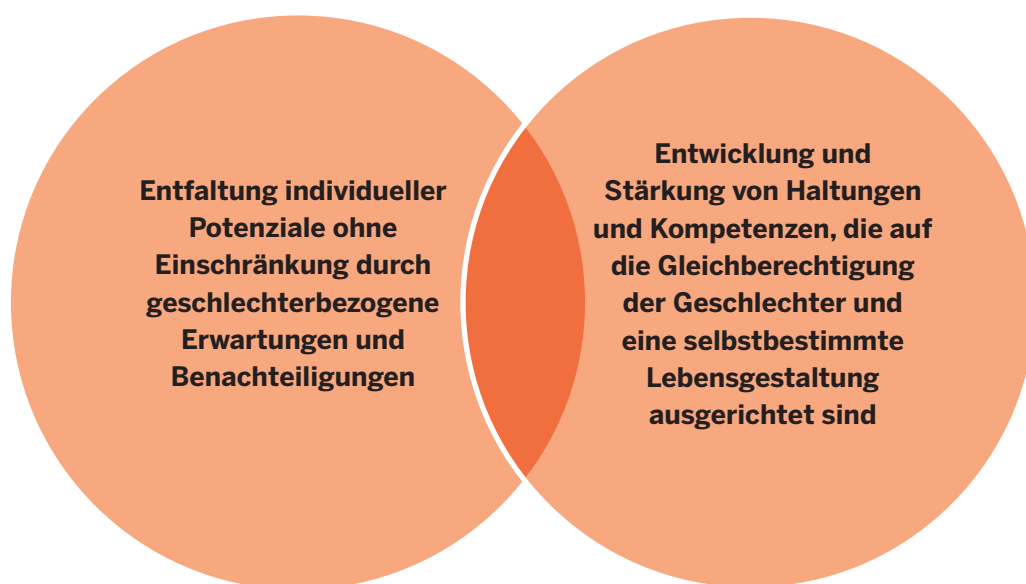 Entfaltung individueller
Potenziale ohne
Einschränkung durch
geschlechterbezogene
Erwartungen und
Benachteiligungen
Entwicklung und
Stärkung von Haltungen
und Kompetenzen, die auf
die Gleichberechtigung
der Geschlechter und
eine selbstbestimmte
Lebensgestaltung
ausgerichtet sind